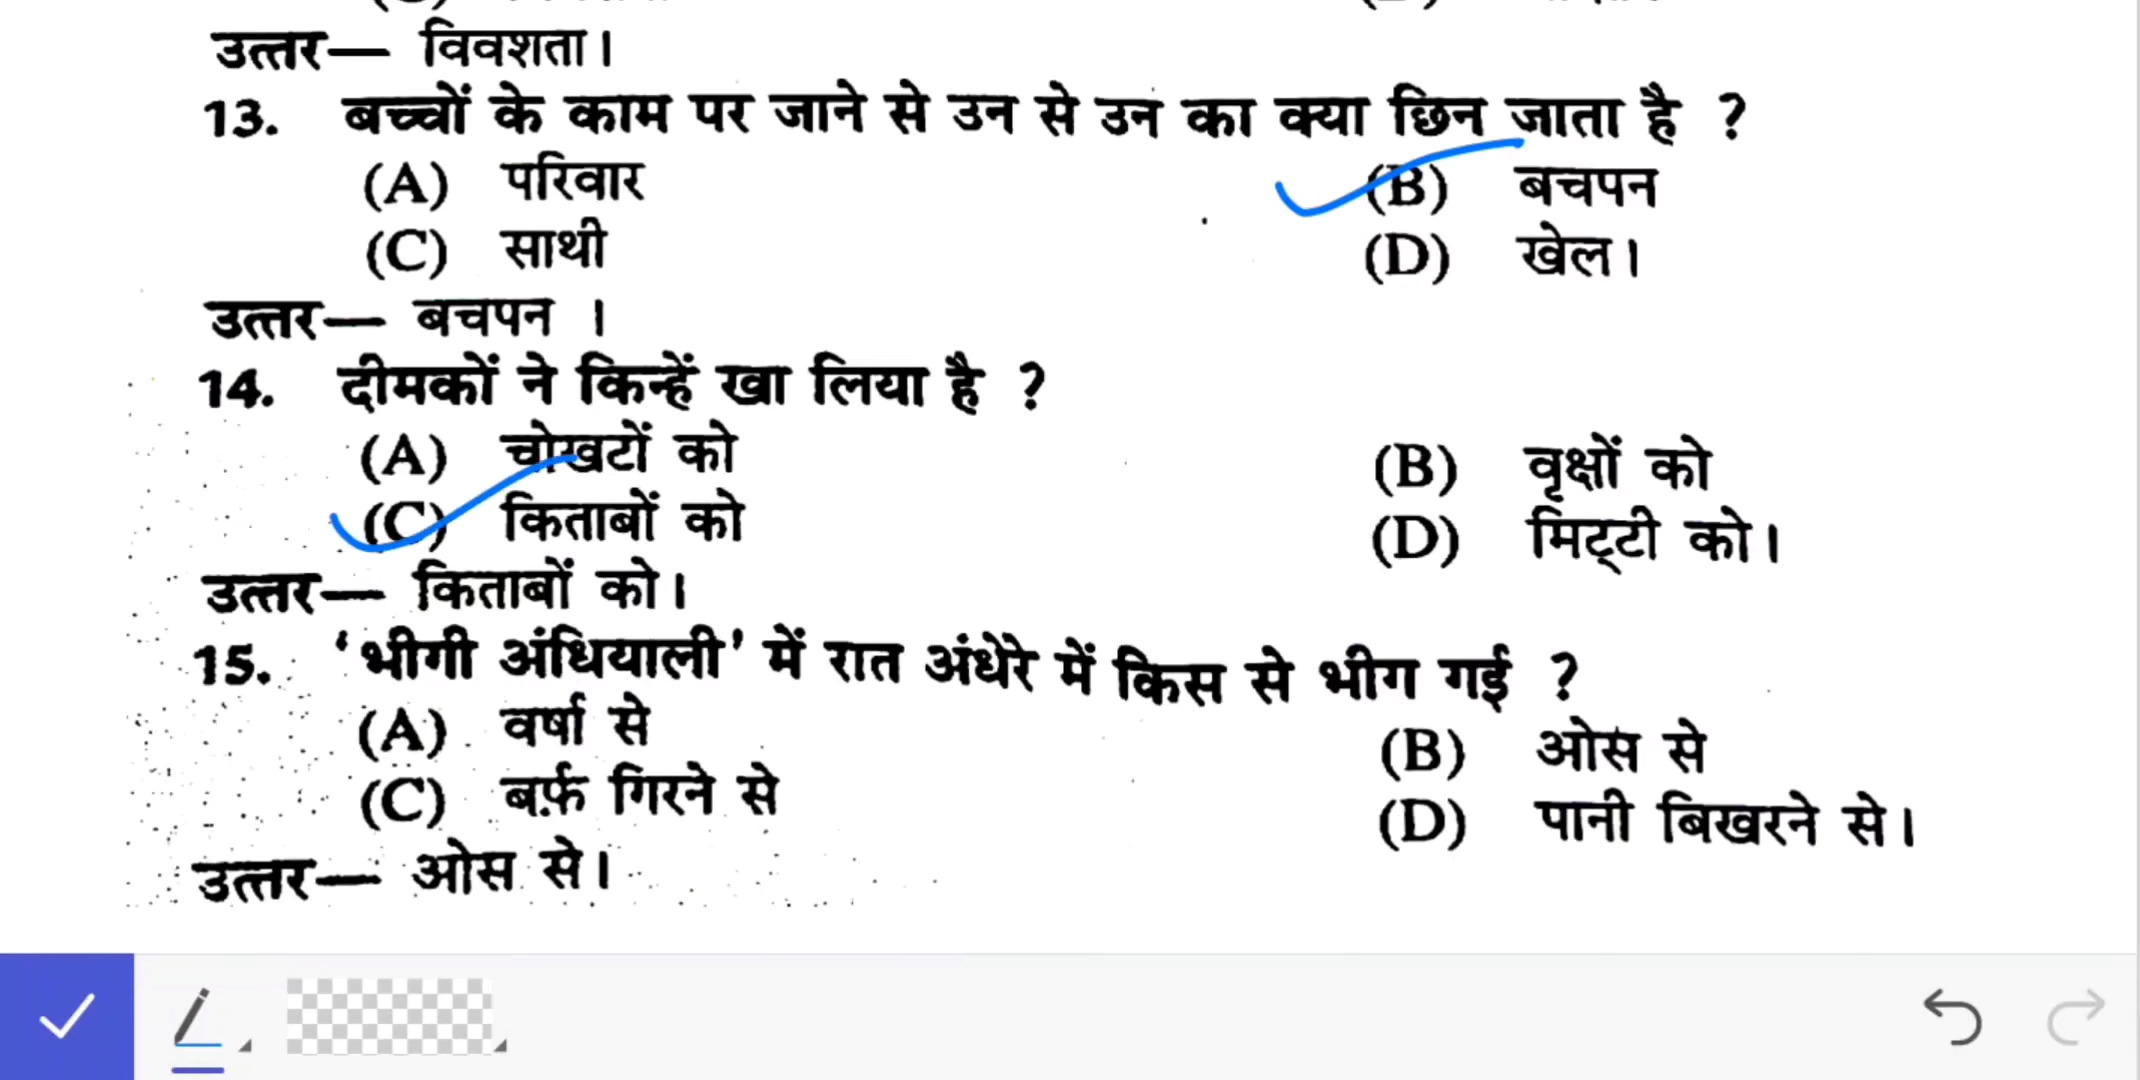 उत्तर— विवशता।
13. बच्चों के काम पर जाने से उन से उन का क्या छिन जाता है ?
(A) परिवार (B) बचपन
(C) साथी (D) खेल।
उत्तर— बचपन ।
14. दीमकों ने किन्हें खा लिया है ?
(A) चोखटों को (B) वृक्षों को
(C) किताबों को (D) मिट्टी को।
उत्तर— किताबों को।
15. ‘भीगी अंधियाली’ में रात अंधेरे में किस से भीग गई ?
(A) वर्षा से (B) ओस से
(C) बर्फ़ गिरने से (D) पानी बिखरने से।
उत्तर— ओस से।